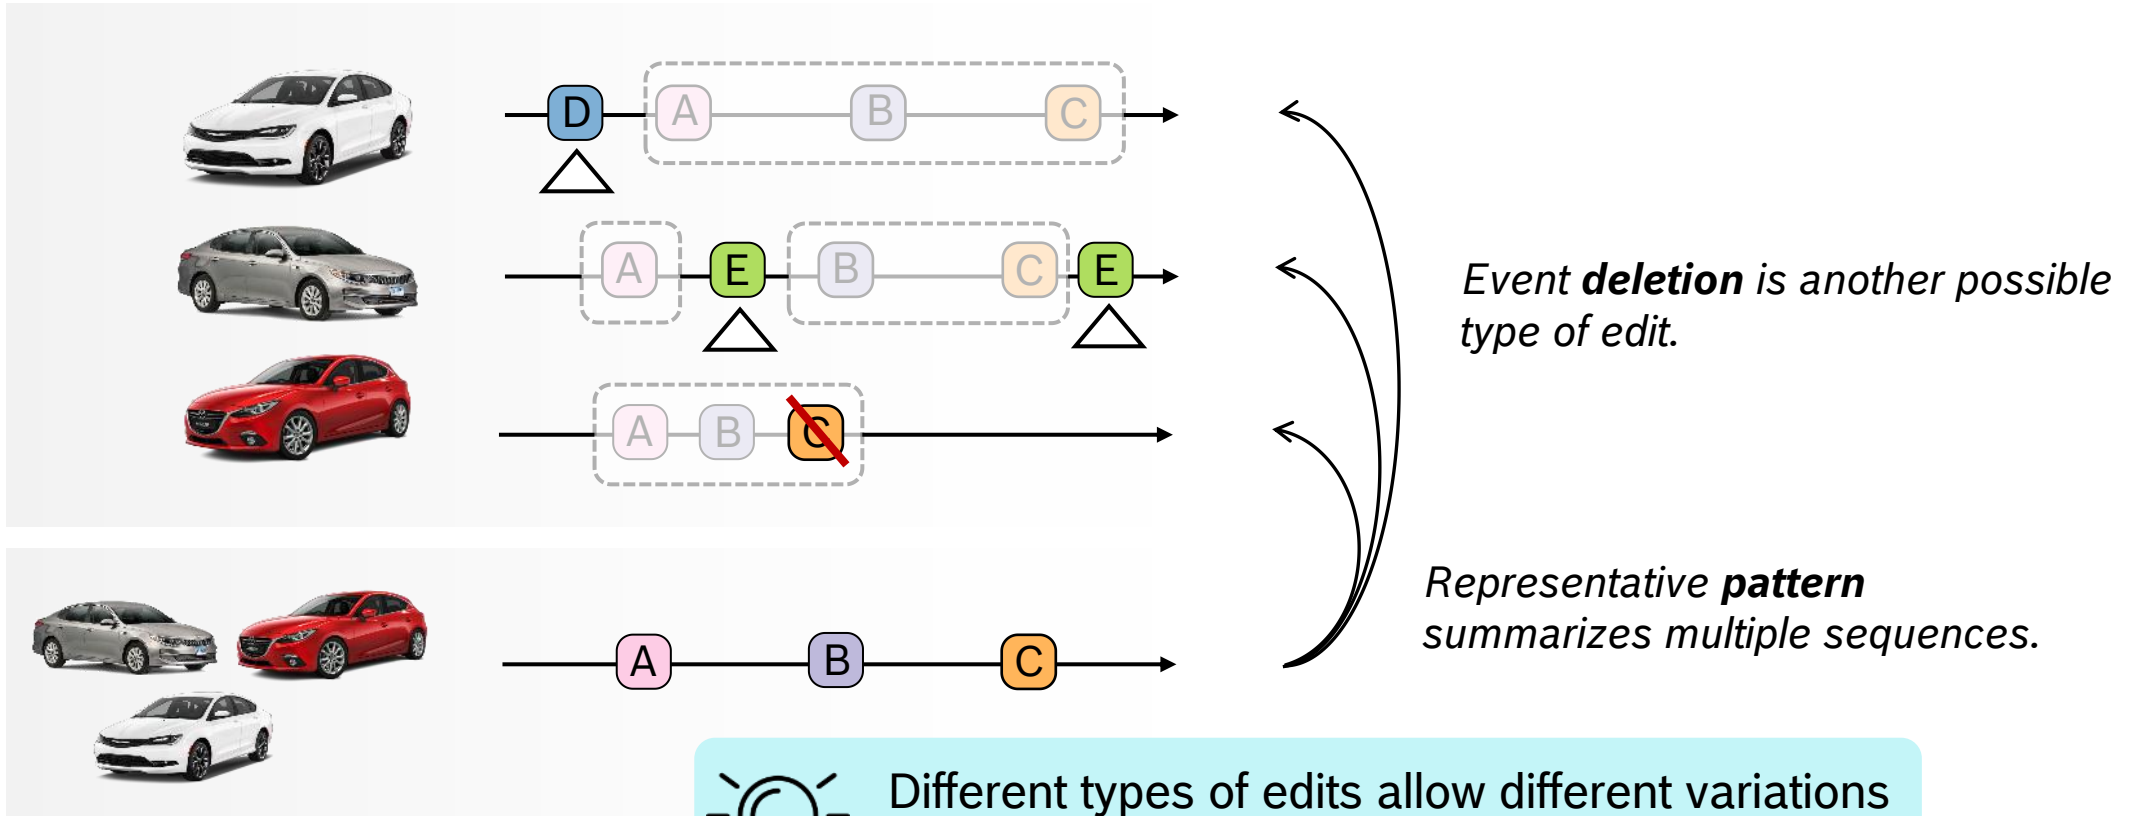 D A B C
A E B C E
Event deletion is another possible
type of edit.
A B C
Representative pattern
summarizes multiple sequences.
A B C
Different types of edits allow different variations